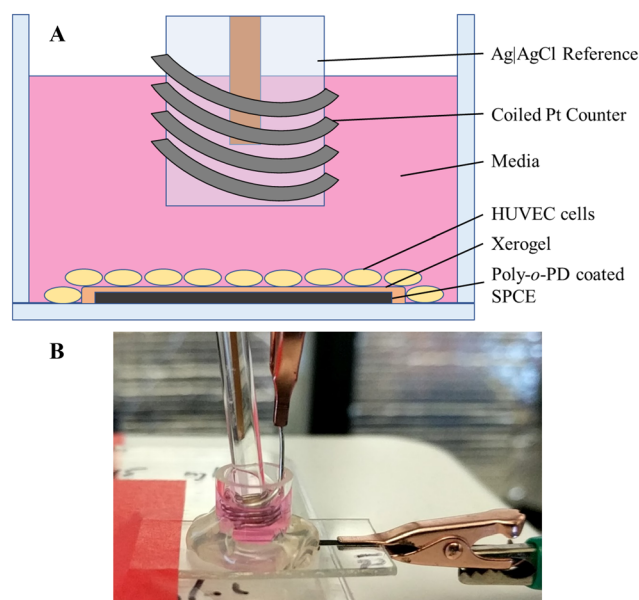 A
Ag|AgCl Reference
Coiled Pt Counter
Media
HUVEC cells
Xerogel
Poly-o-PD coated
SPCE
B